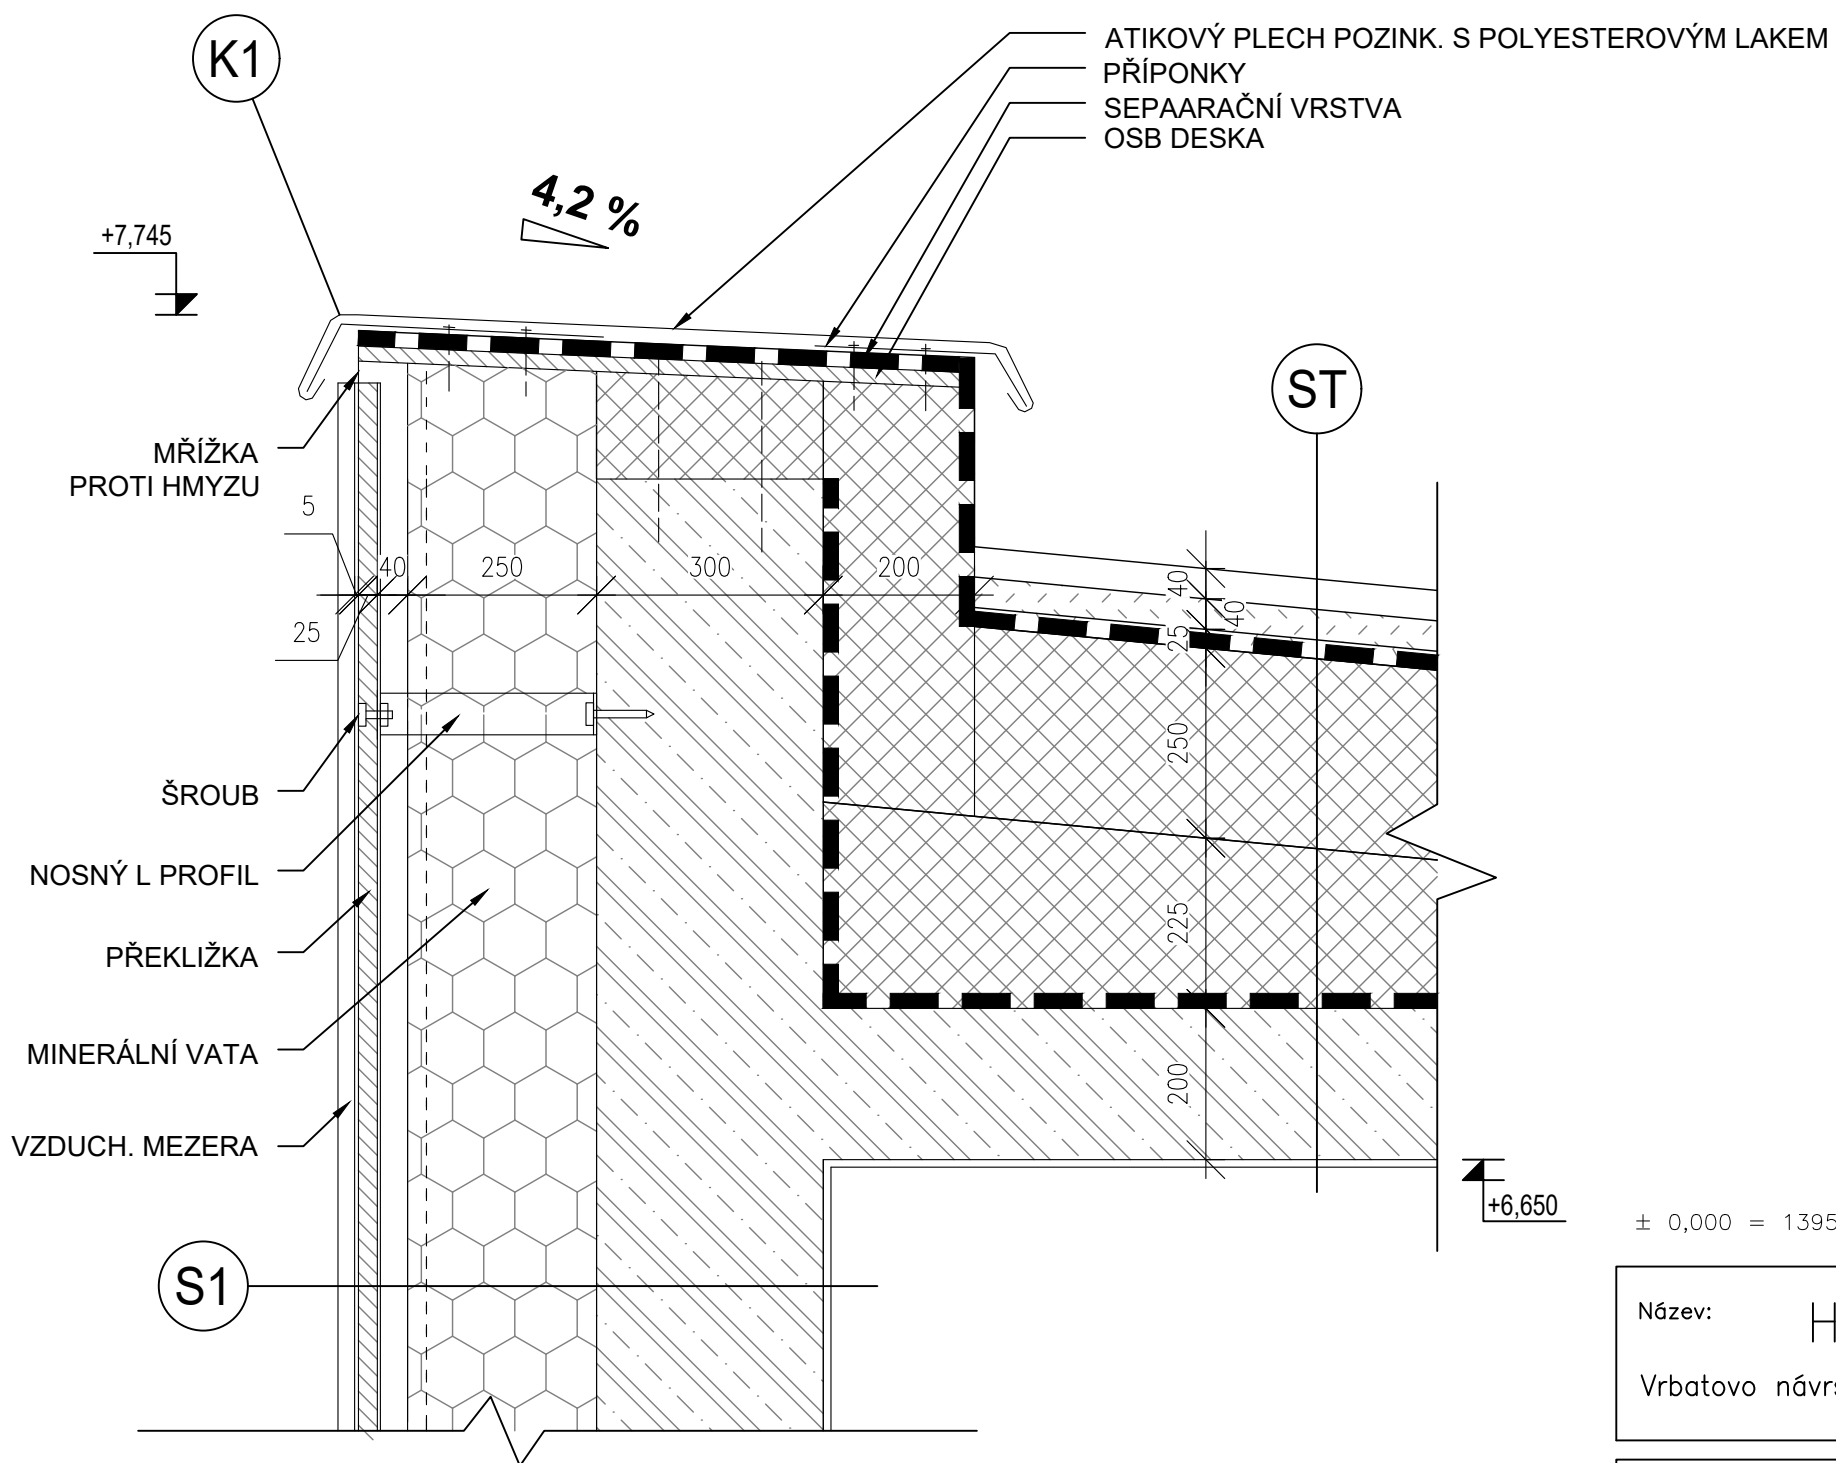 K1
ATIKOVÝ PLECH POZINK. S POLYESTEROVÝM LAKEM
PŘÍPONKY
SEPAARAČNÍ VRSTVA
OSB DESKA
4,2 %
+7,745
ST
MŘÍŽKA
PROTI HMYZU
5
40
250
300
200
25
40
40
25
250
225
200
ŠROUB
NOSNÝ L PROFIL
PŘEKLIŽKA
MINERÁLNÍ VATA
VZDUCH. MEZERA
S1
+6,650
± 0,000 = 1395
Název:
H
Vrbatovo návrs